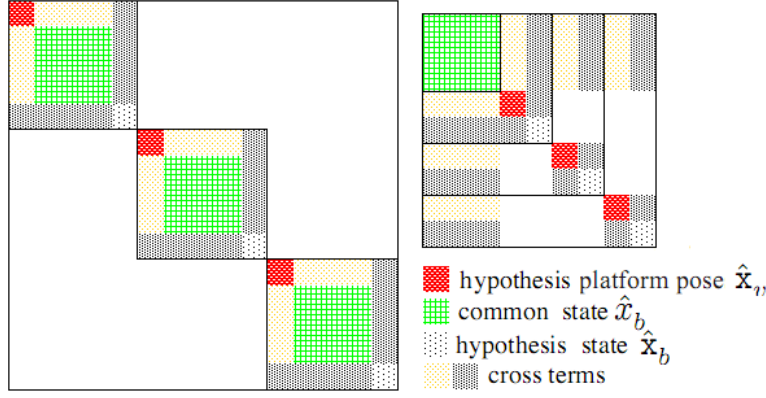 hypothesis platform pose x̂_v,
common state x̂_b
hypothesis state x̂_b
cross terms